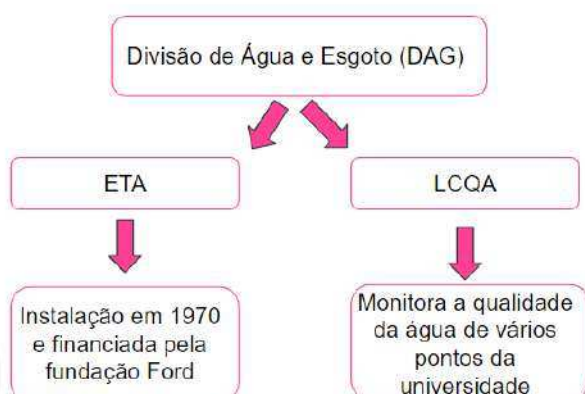 Divisão de Água e Esgoto (DAG)
ETA
LCQA
Instalação em 1970
e financiada pela
fundação Ford
Monitora a qualidade
da água de vários
pontos da
universidade